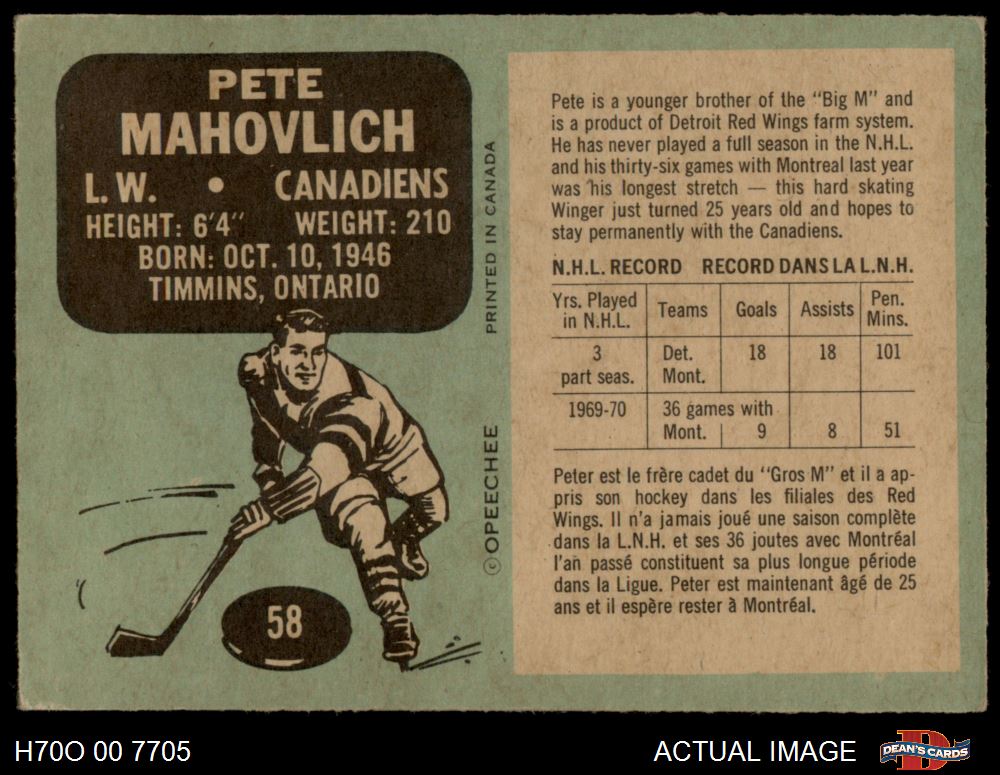 PETE
MAHOVLICH
L. W. • CANADIENS
HEIGHT: 6'4" WEIGHT: 210
BORN: OCT. 10, 1946
TIMMINS, ONTARIO
58
PRINTED IN CANADA
©OPEECHEE
Pete is a younger brother of the "Big M" and
is a product of Detroit Red Wings farm system.
He has never played a full season in the N.H.L.
and his thirty-six games with Montreal last year
was his longest stretch — this hard skating
Winger just turned 25 years old and hopes to
stay permanently with the Canadiens.
N.H.L. RECORD RECORD DANS LA L.N.H.
Yrs. Played in N.H.L. Teams Goals Assists Pen. Mins.
3 part seas. Det. Mont. 18 18 101
1969-70 36 games with Mont. 9 8 51
Peter est le frère cadet du "Gros M" et il a ap-
pris son hockey dans les filiales des Red
Wings. Il n'a jamais joué une saison complète
dans la L.N.H. et ses 36 joutes avec Montréal
l'an passé constituent sa plus longue période
dans la Ligue. Peter est maintenant âgé de 25
ans et il espère rester à Montréal.
H70O 00 7705
ACTUAL IMAGE
DEAN'S CARDS